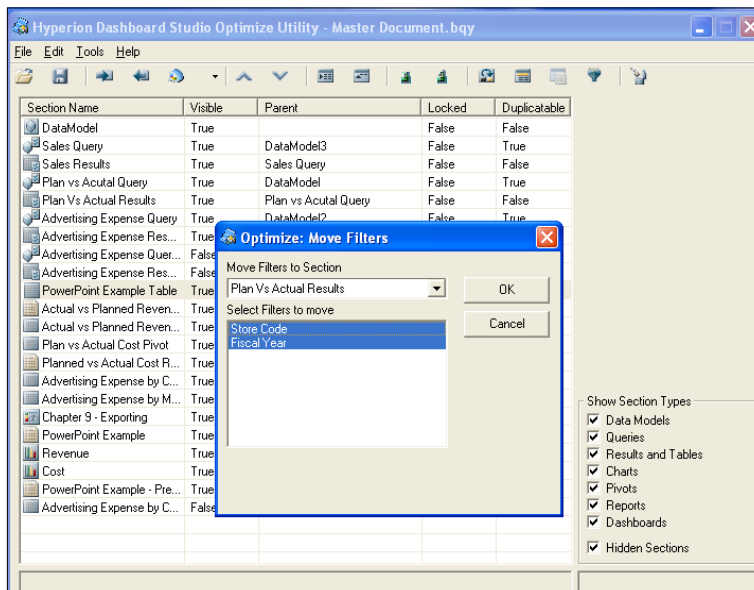 Hyperion Dashboard Studio Optimize Utility - Master Document.bqy
File Edit Tools Help
Section Name Visible Parent Locked Duplicatable
DataModel True False False
Sales Query True DataModel3 False True
Sales Results True Sales Query False False
Plan vs Acutal Query True DataModel False True
Plan Vs Actual Results True Plan vs Acutal Query False False
Advertising Expense Query True DataModel2 False True
Advertising Expense Res... True
Advertising Expense Quer... False
Advertising Expense Res... False
PowerPoint Example Table True
Actual vs Planned Reven... True
Actual vs Planned Reven... True
Plan vs Actual Cost Pivot True
Planned vs Actual Cost R... True
Advertising Expense by C... True
Advertising Expense by M... True
Chapter 9 - Exporting True
PowerPoint Example True
Revenue True
Cost True
PowerPoint Example - Pre... True
Advertising Expense by C... False
Optimize: Move Filters
Move Filters to Section
Plan Vs Actual Results
OK
Select Filters to move
Cancel
Store Code
Fiscal Year
Show Section Types
Data Models
Queries
Results and Tables
Charts
Pivots
Reports
Dashboards
Hidden Sections